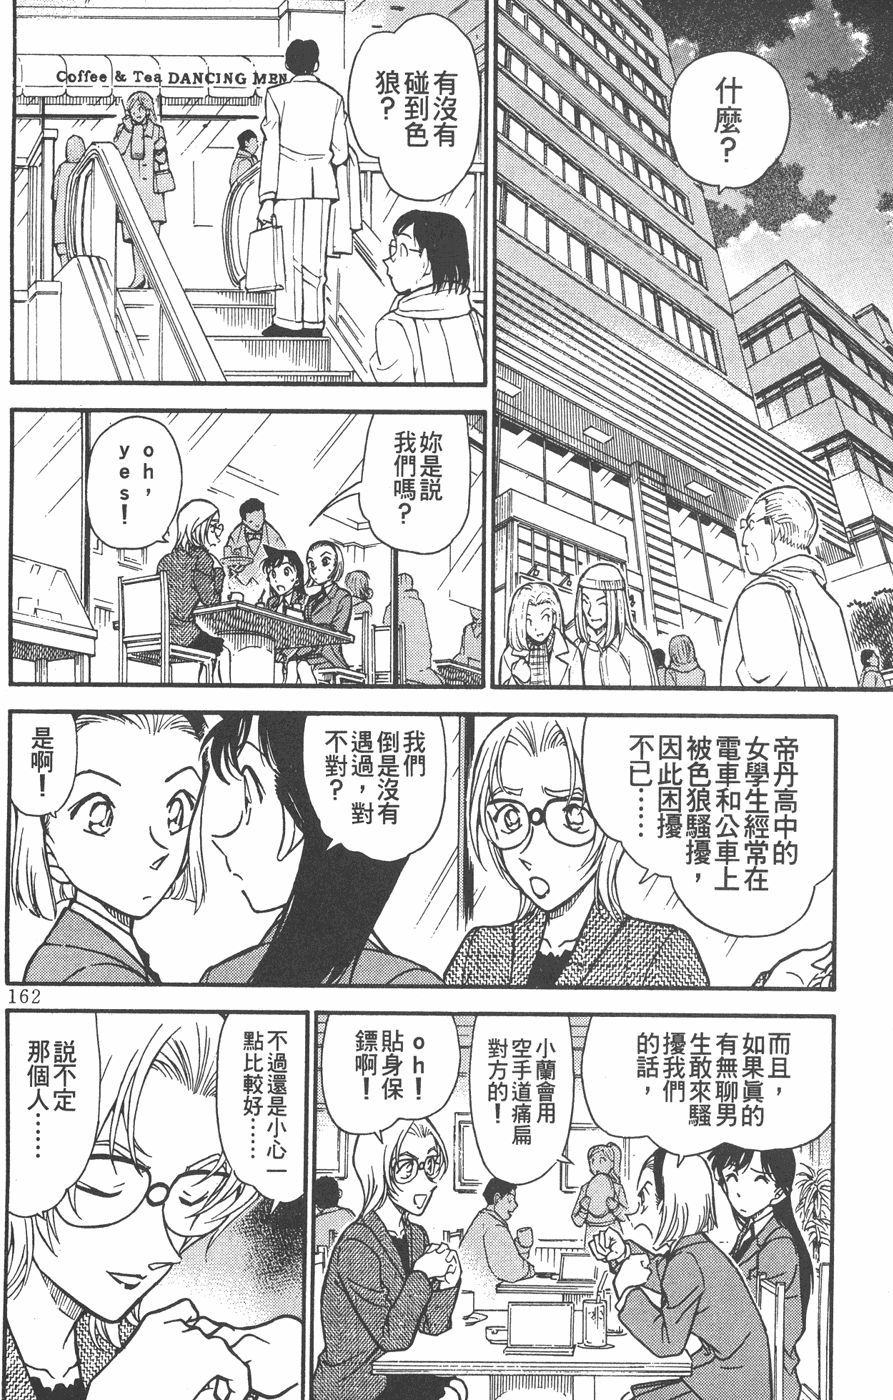 什麼？
有沒有
碰到色
狼？
Coffee & Tea DANCING MEN
妳是説
我們嗎？
oh，
yes！
帝丹高中的
女學生經常在
電車和公車上
被色狼騷擾，
因此困擾
不已……
我們
倒是沒有
遇過，對
不對？
是啊！
而且，
如果眞的
有無聊男
生敢來騷
擾我們
的話，
小蘭會用
空手道痛扁
對方的！
oh！
貼身保
鏢啊！
不過還是小心一
點比較好……
説不定
那個人……
162